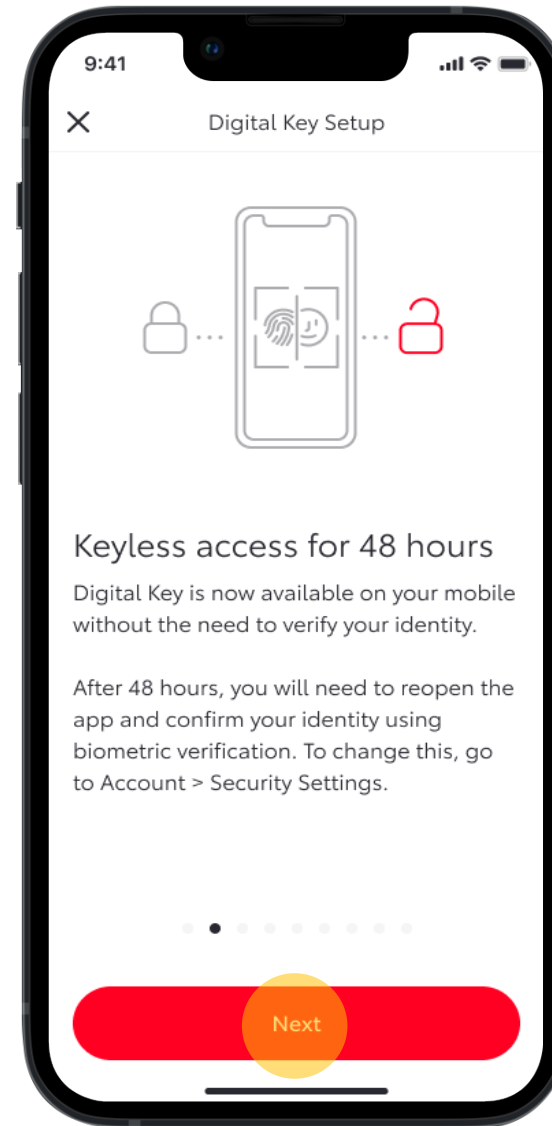 9:41
Digital Key Setup
Keyless access for 48 hours
Digital Key is now available on your mobile
without the need to verify your identity.
After 48 hours, you will need to reopen the
app and confirm your identity using
biometric verification. To change this, go
to Account > Security Settings.
Next